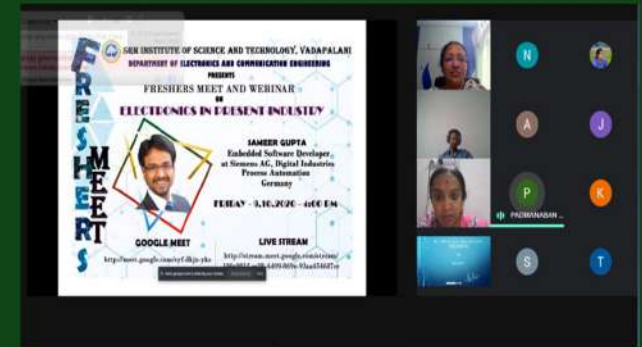 FRESHERS
MEET
SRM INSTITUTE OF SCIENCE AND TECHNOLOGY, VADAPALANI
DEPARTMENT OF ELECTRONICS AND COMMUNICATION ENGINEERING
PRESENTS
FRESHERS MEET AND WEBINAR
ON
ELECTRONICS IN PRESENT INDUSTRY
SAMEER GUPTA
Embedded Software Developer
at Siemens AG, Digital Industries
Process Automation
Germany
FRIDAY - 9.10.2020 - 4:00 PM
GOOGLE MEET
LIVE STREAM
N
A
J
P
K
PADMANABAN ...
S
T